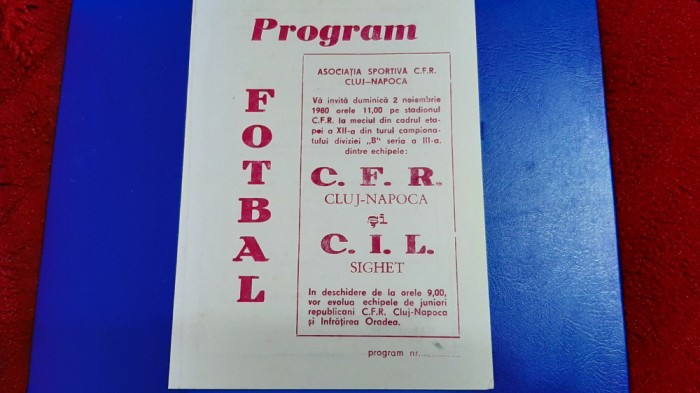 Program
FOTBAL
ASOCIAȚIA SPORTIVA C.F.R.
CLUJ-NAPOCA
Vă invită duminică 2 noiembrie
1980 orele 11,00 pe stadionul
C.F.R. la meciul din cadrul eta-
pei a XII-a din turul campiona-
tului diviziei „B" seria a III-a,
dintre echipele:
C. F. R.
CLUJ-NAPOCA
și
C. I. L.
SIGHET
In deschidere de la orele 9,00,
vor evolua echipele de juniori
republicani C.F.R. Cluj-Napoca
și Infrățirea Oradea.
program nr...........